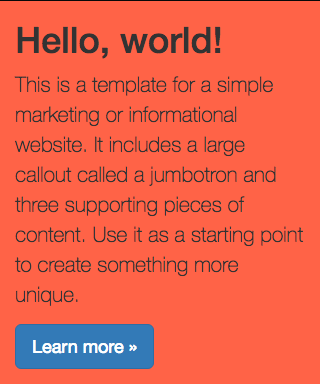 Hello, world!
This is a template for a simple
marketing or informational
website. It includes a large
callout called a jumbotron and
three supporting pieces of
content. Use it as a starting point
to create something more
unique.
Learn more »